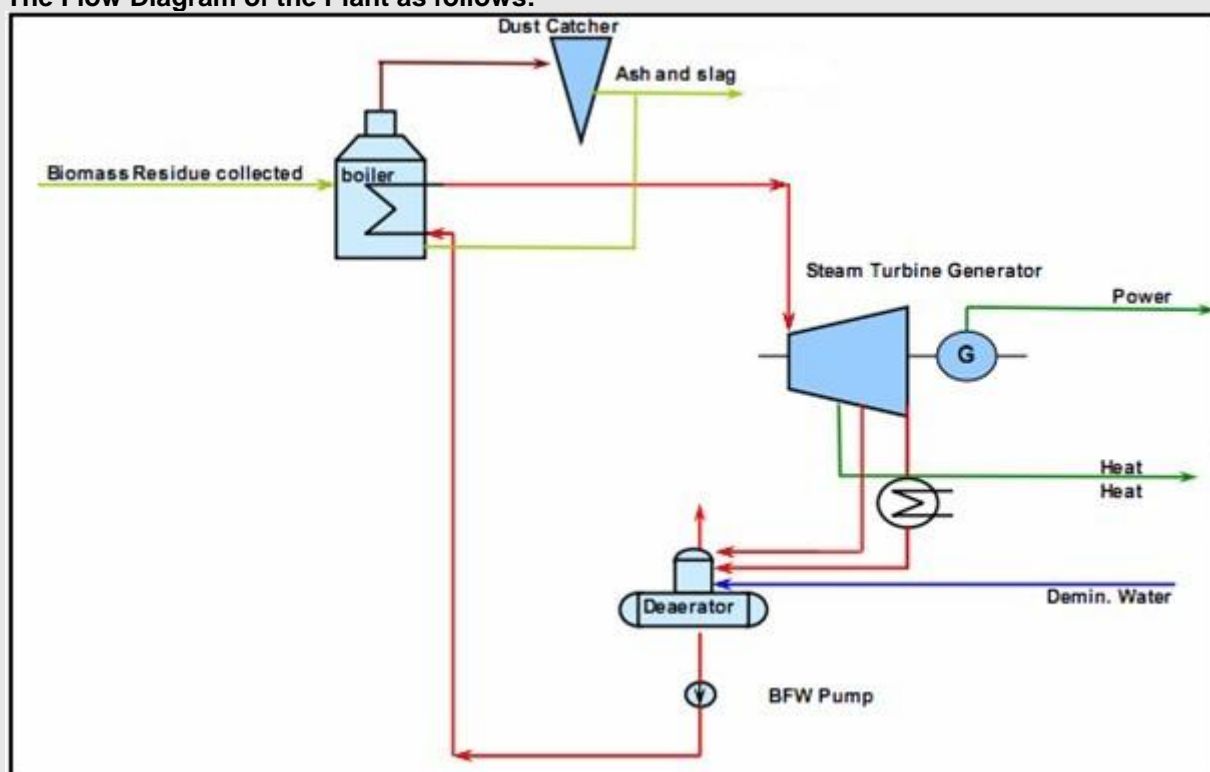 The Flow Diagram of the Plant as follows:
Dust Catcher
Ash and slag
Biomass Residue collected
boiler
Steam Turbine Generator
Power
G
Heat
Heat
Demin. Water
Deaerator
BFW Pump